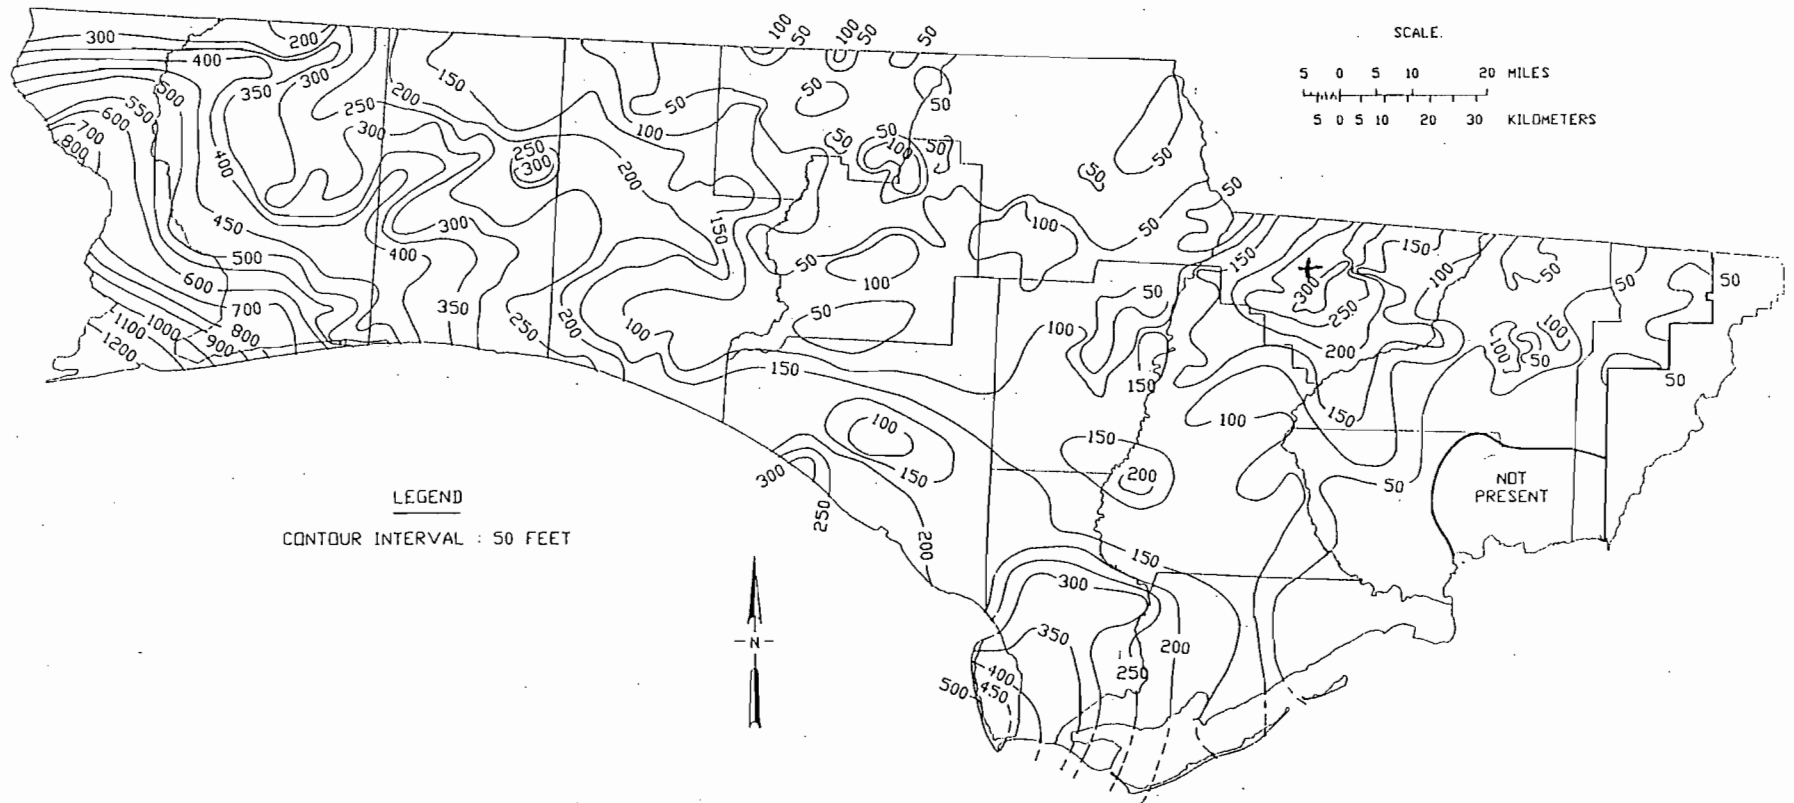 SCALE.
5 0 5 10 20 MILES
5 0 5 10 20 30 KILOMETERS
100 50 100 50 50
300 200 400 300 350 500 550 600 700 800
150 200 250 300 250 300 400
50 100 50 50 50 100 50 50
200 150 50 100 50 50 50
450 500 600 700 800 900 1000 1100 1200
300 400 350 250 200 100
50 100 50 100 50 150
150 300 250 200 150 100 50 100 100 50 50 50 50
100 50 150 100 150
150 100 150 300 250 200
150 200 50
NOT
PRESENT
LEGEND
CONTOUR INTERVAL : 50 FEET
N
150 300 350 200 250 400 450 500